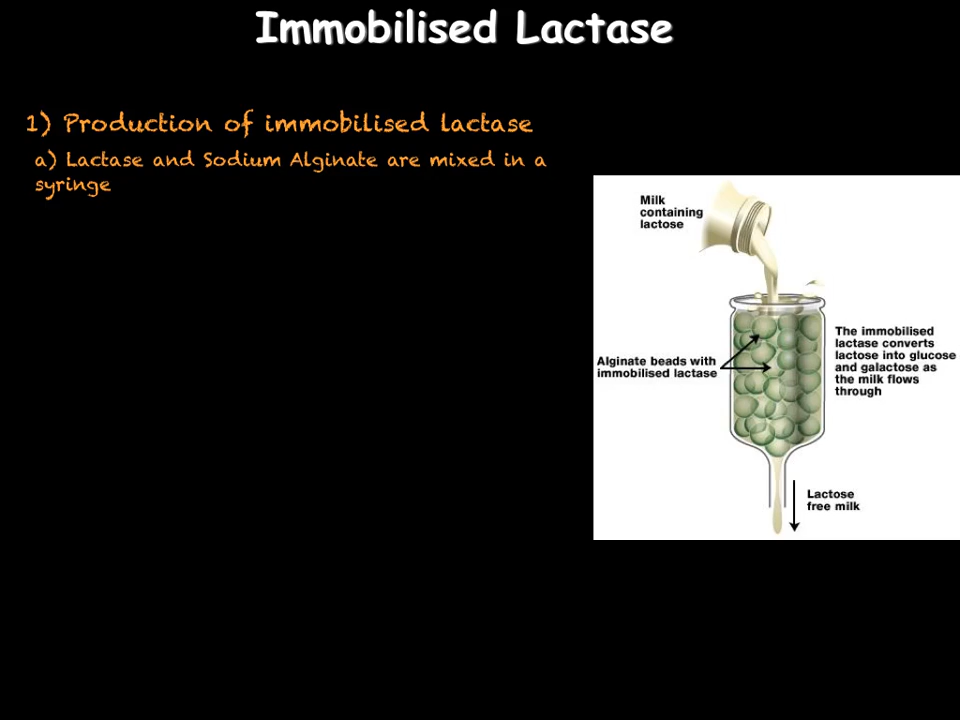 Immobilised Lactase
1) Production of immobilised lactase
a) Lactase and Sodium Alginate are mixed in a
syringe
Milk
containing
lactose
Alginate beads with
immobilised lactase
The immobilised
lactase converts
lactose into glucose
and galactose as
the milk flows
through
Lactose
free milk